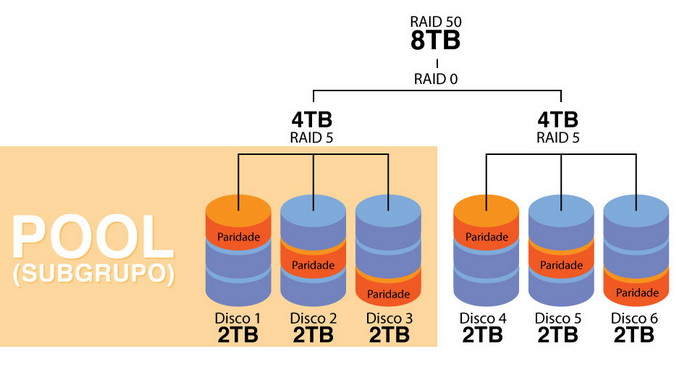 RAID 50
8TB
RAID 0
4TB
RAID 5
4TB
RAID 5
POOL
(SUBGRUPO)
Paridade
Paridade
Paridade
Paridade
Paridade
Paridade
Disco 1
2TB
Disco 2
2TB
Disco 3
2TB
Disco 4
2TB
Disco 5
2TB
Disco 6
2TB